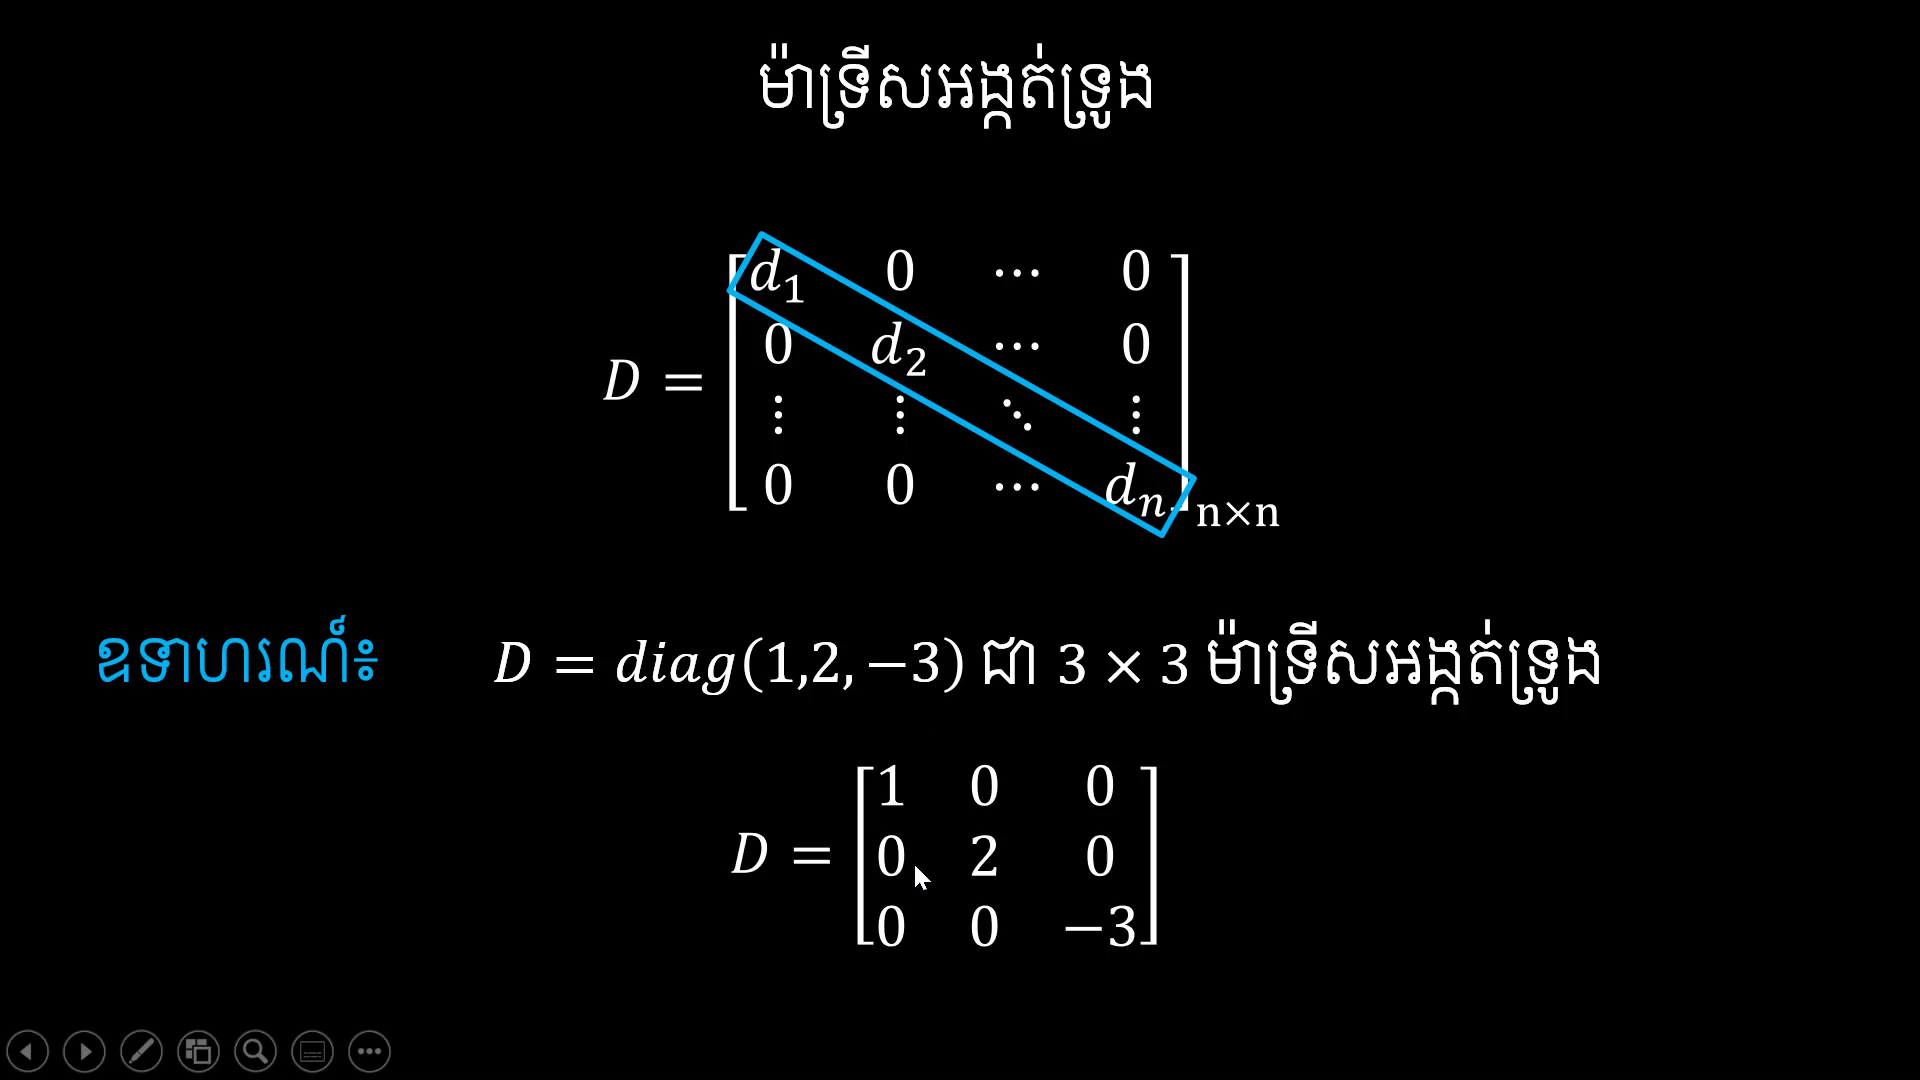 ម៉ាទ្រីសអង្កត់ទ្រូង
d₁ 0 ⋯ 0
0 d₂ ⋯ 0
D =
⋮ ⋮ ⋱ ⋮
0 0 ⋯ dₙ
n×n
ឧទាហរណ៍៖ D = diag(1,2,−3) ជា 3 × 3 ម៉ាទ្រីសអង្កត់ទ្រូង
1 0 0
D = 0 2 0
0 0 −3